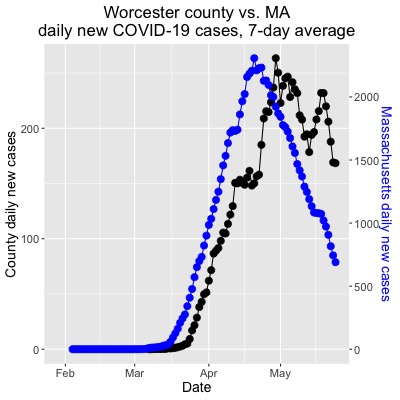 Worcester county vs. MA
daily new COVID-19 cases, 7-day average
County daily new cases
200
100
0
2000
1500
1000
500
0
Massachusetts daily new cases
Feb
Mar
Apr
May
Date